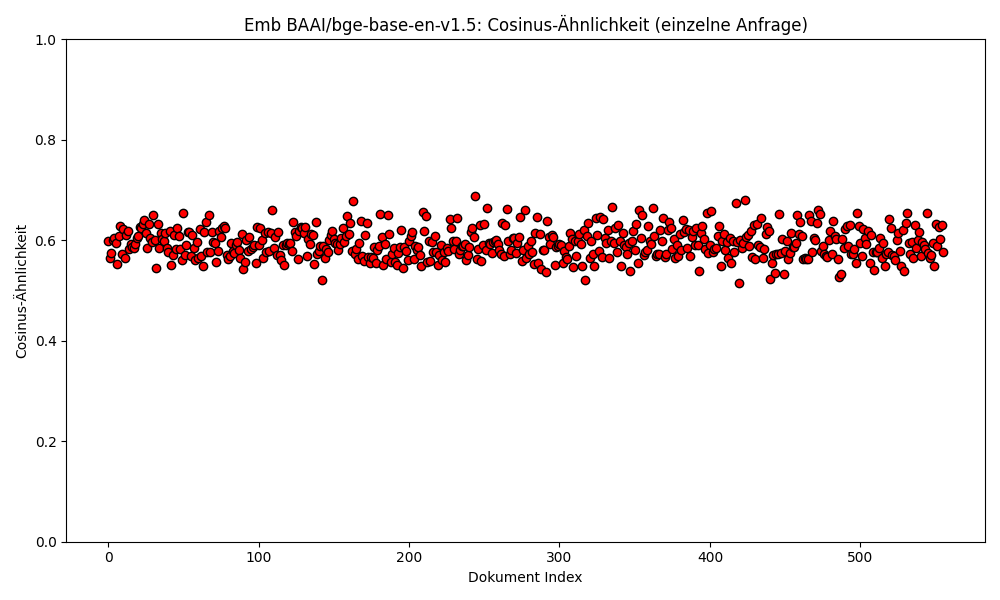 Emb BAAI/bge-base-en-v1.5: Cosinus-Ähnlichkeit (einzelne Anfrage)
Cosinus-Ähnlichkeit
1.0
0.8
0.6
0.4
0.2
0.0
0 100 200 300 400 500
Dokument Index